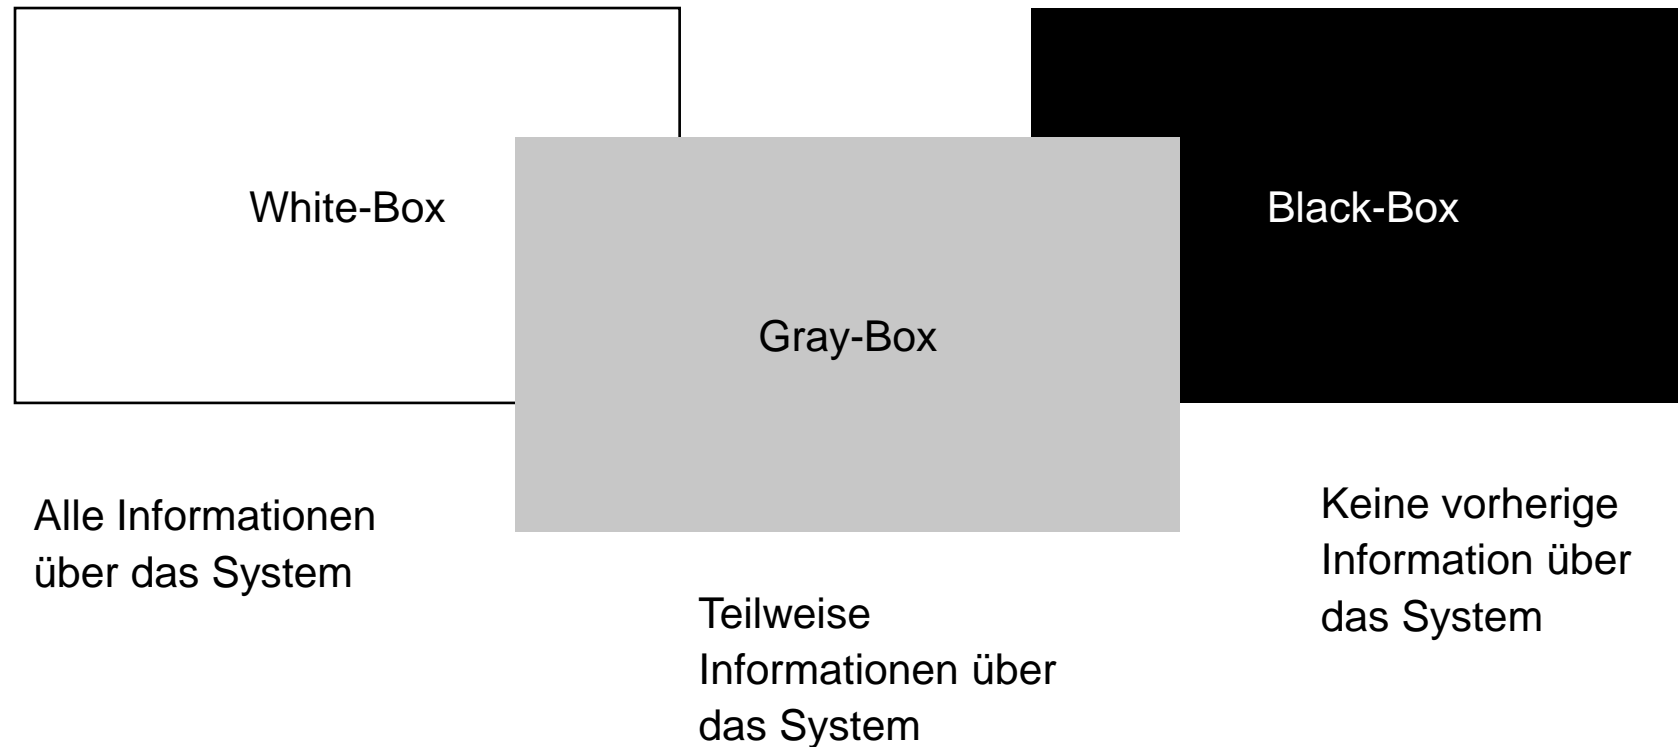 White-Box
Black-Box
Gray-Box
Alle Informationen
über das System
Keine vorherige
Information über
das System
Teilweise
Informationen über
das System